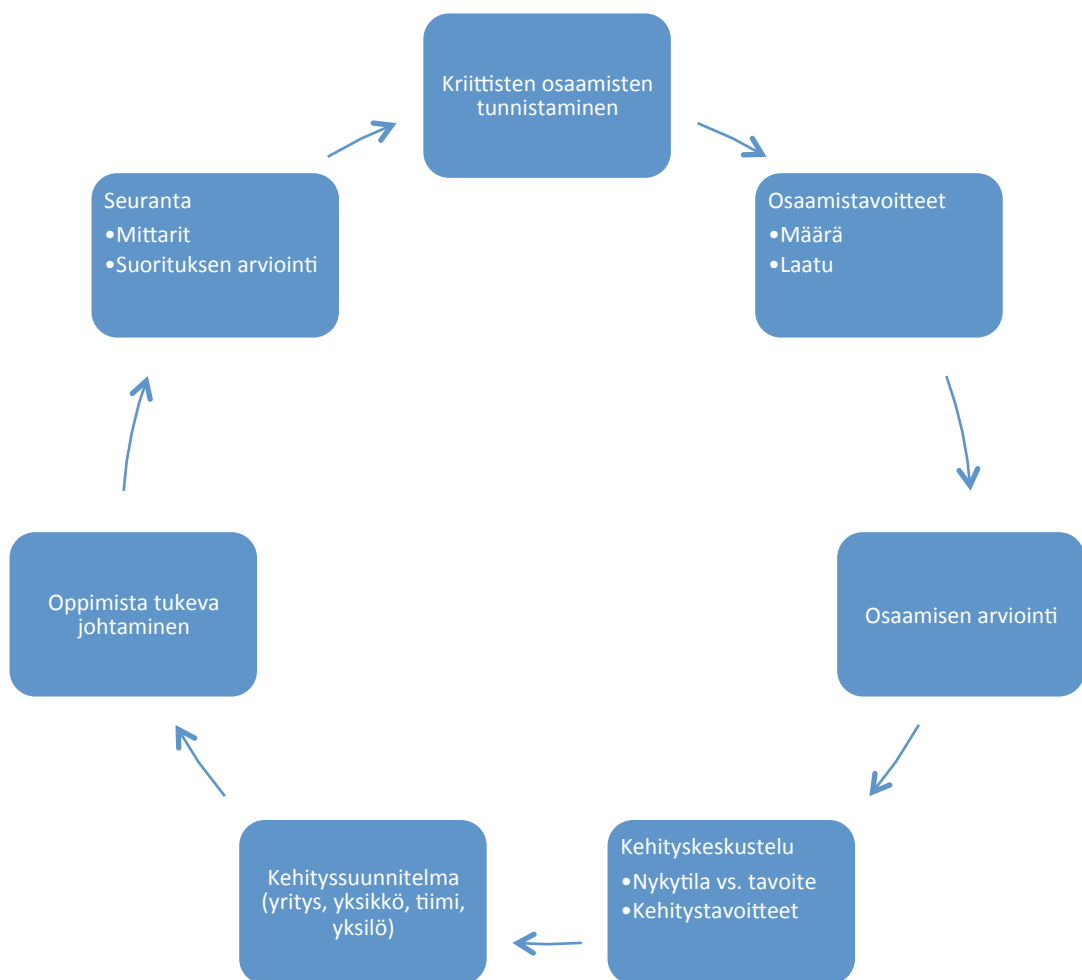 Kriittisten osaamisten
tunnistaminen
Osaamistavoitteet
•Määrä
•Laatu
Osaamisen arviointi
Kehityskeskustelu
•Nykytila vs. tavoite
•Kehitystavoitteet
Kehityssuunnitelma
(yritys, yksikkö, tiimi,
yksilö)
Oppimista tukeva
johtaminen
Seuranta
•Mittarit
•Suorituksen arviointi